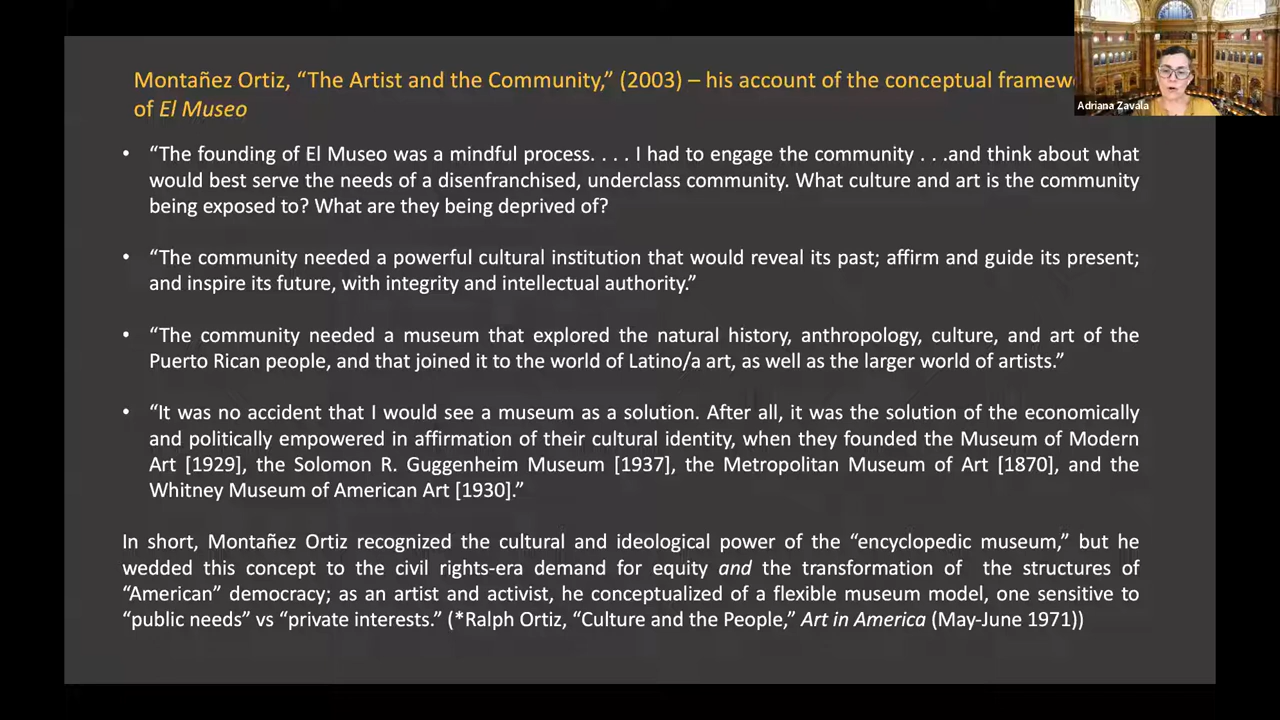 Montañez Ortiz, “The Artist and the Community,” (2003) – his account of the conceptual
of El Museo
Adriana Zavala
• “The founding of El Museo was a mindful process. . . . I had to engage the community . . .and think about what
would best serve the needs of a disenfranchised, underclass community. What culture and art is the community
being exposed to? What are they being deprived of?
• “The community needed a powerful cultural institution that would reveal its past; affirm and guide its present;
and inspire its future, with integrity and intellectual authority.”
• “The community needed a museum that explored the natural history, anthropology, culture, and art of the
Puerto Rican people, and that joined it to the world of Latino/a art, as well as the larger world of artists.”
• “It was no accident that I would see a museum as a solution. After all, it was the solution of the economically
and politically empowered in affirmation of their cultural identity, when they founded the Museum of Modern
Art [1929], the Solomon R. Guggenheim Museum [1937], the Metropolitan Museum of Art [1870], and the
Whitney Museum of American Art [1930].”
In short, Montañez Ortiz recognized the cultural and ideological power of the “encyclopedic museum,” but he
wedded this concept to the civil rights-era demand for equity and the transformation of the structures of
“American” democracy; as an artist and activist, he conceptualized of a flexible museum model, one sensitive to
“public needs” vs “private interests.” (*Ralph Ortiz, “Culture and the People,” Art in America (May-June 1971))